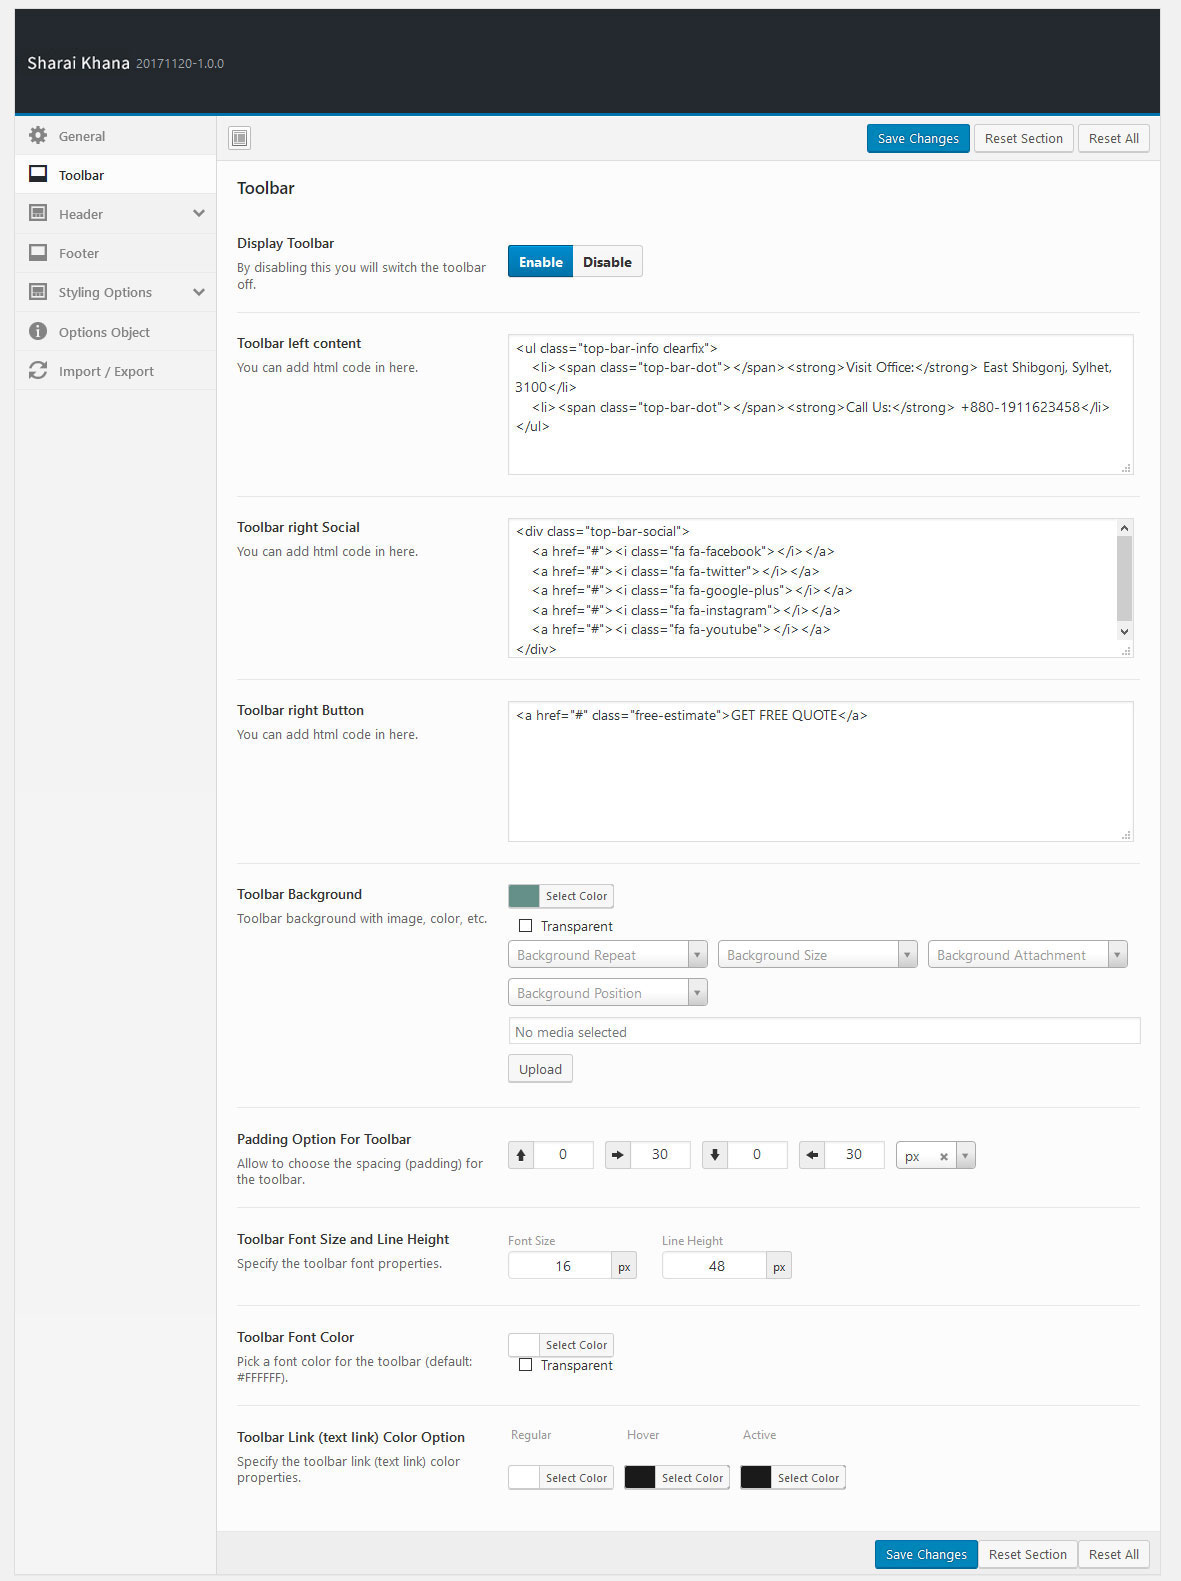 Sharai Khana 20171120-1.0.0
General
Toolbar
Header
Footer
Styling Options
Options Object
Import / Export
Save Changes Reset Section Reset All
Toolbar
Display Toolbar
By disabling this you will switch the toolbar
off.
Enable Disable
Toolbar left content
You can add html code in here.
<ul class="top-bar-info clearfix">
<li><span class="top-bar-dot"></span><strong>Visit Office:</strong> East Shibgonj, Sylhet,
3100</li>
<li><span class="top-bar-dot"></span><strong>Call Us:</strong> +880-1911623458</li>
</ul>
Toolbar right Social
You can add html code in here.
<div class="top-bar-social">
<a href="#"><i class="fa fa-facebook"></i></a>
<a href="#"><i class="fa fa-twitter"></i></a>
<a href="#"><i class="fa fa-google-plus"></i></a>
<a href="#"><i class="fa fa-instagram"></i></a>
<a href="#"><i class="fa fa-youtube"></i></a>
</div>
Toolbar right Button
You can add html code in here.
<a href="#" class="free-estimate">GET FREE QUOTE</a>
Toolbar Background
Toolbar background with image, color, etc.
Select Color
Transparent
Background Repeat Background Size Background Attachment
Background Position
No media selected
Upload
Padding Option For Toolbar
Allow to choose the spacing (padding) for
the toolbar.
0 30 0 30 px
Toolbar Font Size and Line Height
Specify the toolbar font properties.
Font Size Line Height
16 px 48 px
Toolbar Font Color
Pick a font color for the toolbar (default:
#FFFFFF).
Select Color
Transparent
Toolbar Link (text link) Color Option
Specify the toolbar link (text link) color
properties.
Regular Hover Active
Select Color Select Color Select Color
Save Changes Reset Section Reset All